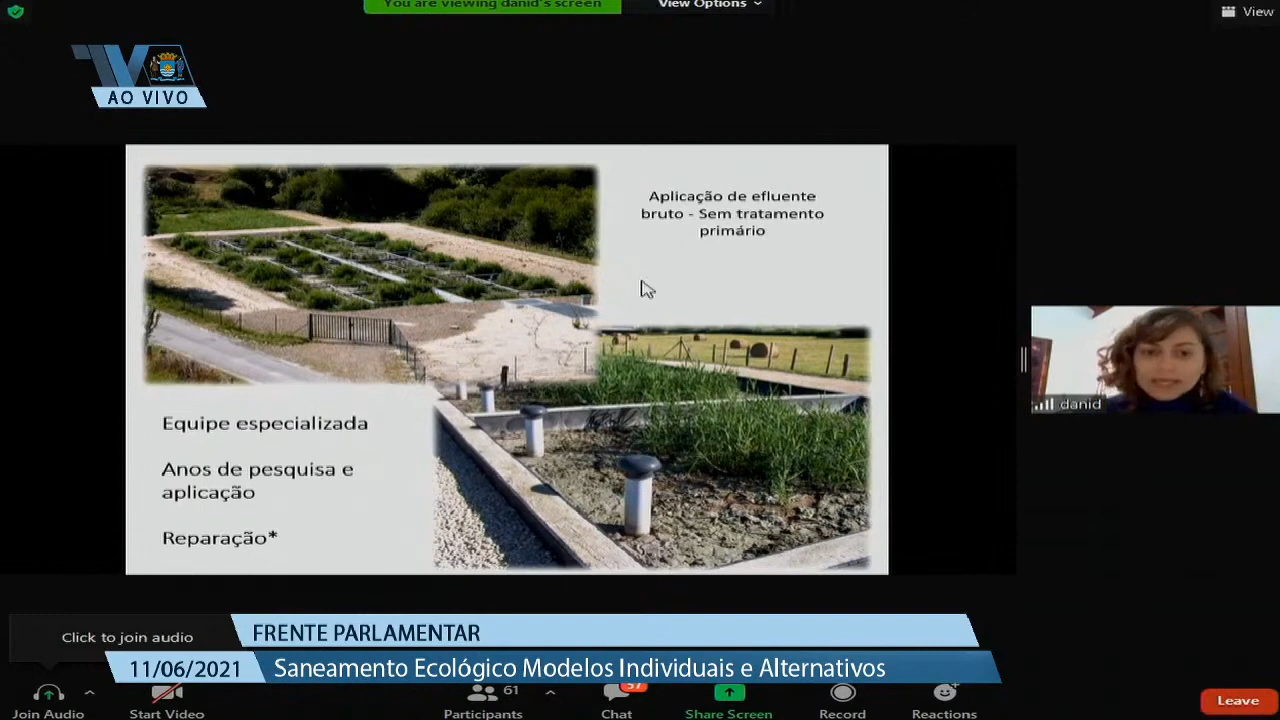 You are viewing danid's screen
View Options
View
TV
AO VIVO
Aplicação de efluente
bruto - Sem tratamento
primário
Equipe especializada
Anos de pesquisa e
aplicação
Reparação*
danid
Click to join audio
FRENTE PARLAMENTAR
11/06/2021
Saneamento Ecológico Modelos Individuais e Alternativos
61
57
Join Audio
Start Video
Participants
Chat
Share Screen
Record
Reactions
Leave